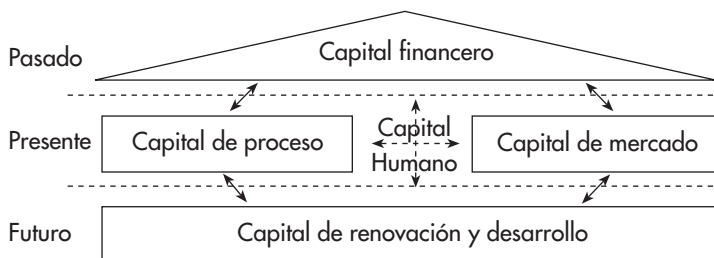 Pasado
Capital financero
Presente
Capital de proceso
Capital
Humano
Capital de mercado
Futuro
Capital de renovación y desarrollo